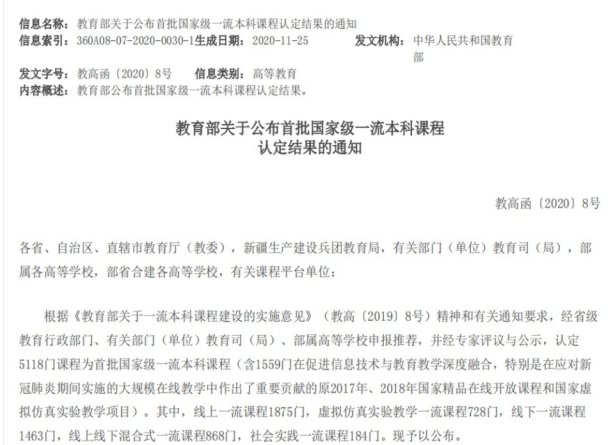 信息名称： 教育部关于公布首批国家级一流本科课程认定结果的通知
信息索引： 360A08-07-2020-0030-1 生成日期： 2020-11-25 发文机构： 中华人民共和国教育
部
发文字号： 教高函〔2020〕8号 信息类别： 高等教育
内容概述： 教育部公布首批国家级一流本科课程认定结果。
教育部关于公布首批国家级一流本科课程
认定结果的通知
教高函〔2020〕8号
各省、自治区、直辖市教育厅（教委），新疆生产建设兵团教育局，有关部门（单位）教育司（局），部
属各高等学校，部省合建各高等学校，有关课程平台单位：
根据《教育部关于一流本科课程建设的实施意见》（教高〔2019〕8号）精神和有关通知要求，经省级
教育行政部门、有关部门（单位）教育司（局）、部属高等学校申报推荐，并经专家评议与公示，认定
5118门课程为首批国家级一流本科课程（含1559门在促进信息技术与教育教学深度融合，特别是在应对新
冠肺炎期间实施的大规模在线教学中作出了重要贡献的原2017年、2018年国家精品在线开放课程和国家虚
拟仿真实验教学项目）。其中，线上一流课程1875门，虚拟仿真实验教学一流课程728门，线下一流课程
1463门，线上线下混合式一流课程868门，社会实践一流课程184门。现予以公布。